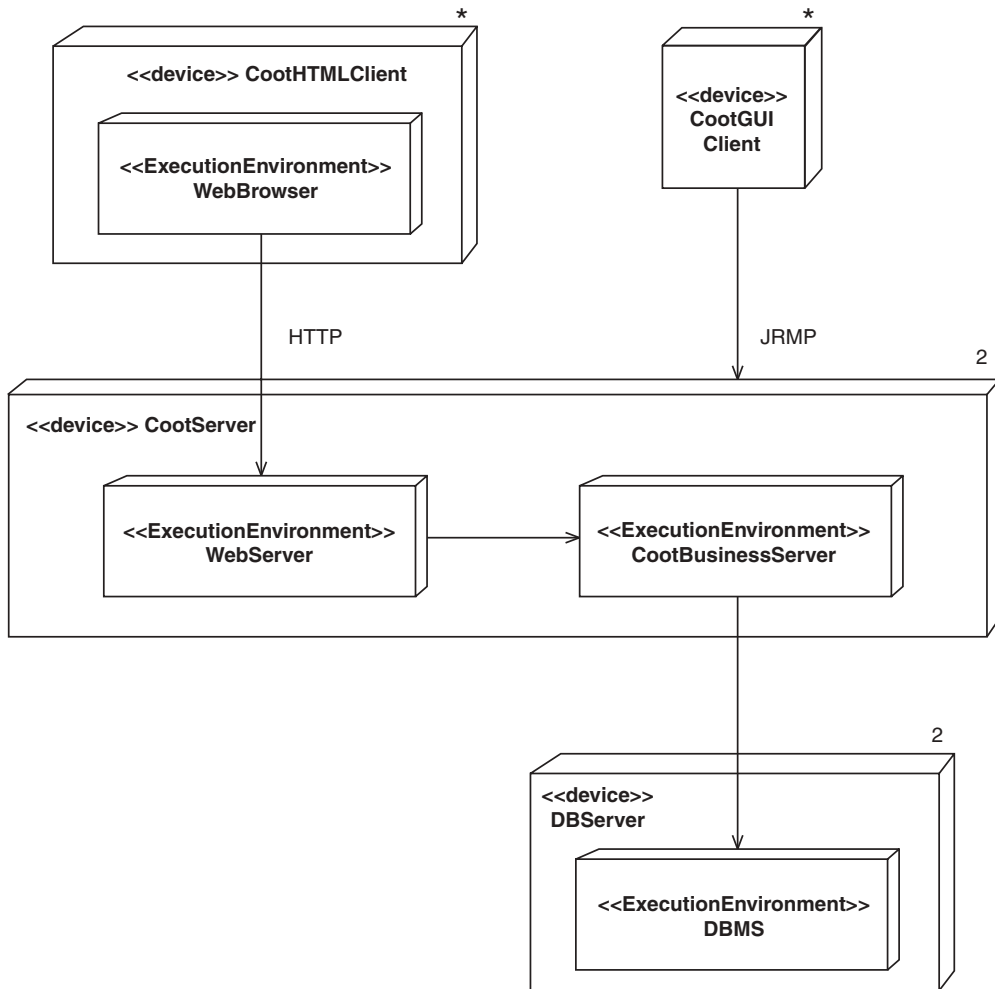 *
<<device>> CootHTMLClient
<<ExecutionEnvironment>>
WebBrowser
*
<<device>>
CootGUI
Client
HTTP
JRMP
2
<<device>> CootServer
<<ExecutionEnvironment>>
WebServer
<<ExecutionEnvironment>>
CootBusinessServer
2
<<device>>
DBServer
<<ExecutionEnvironment>>
DBMS